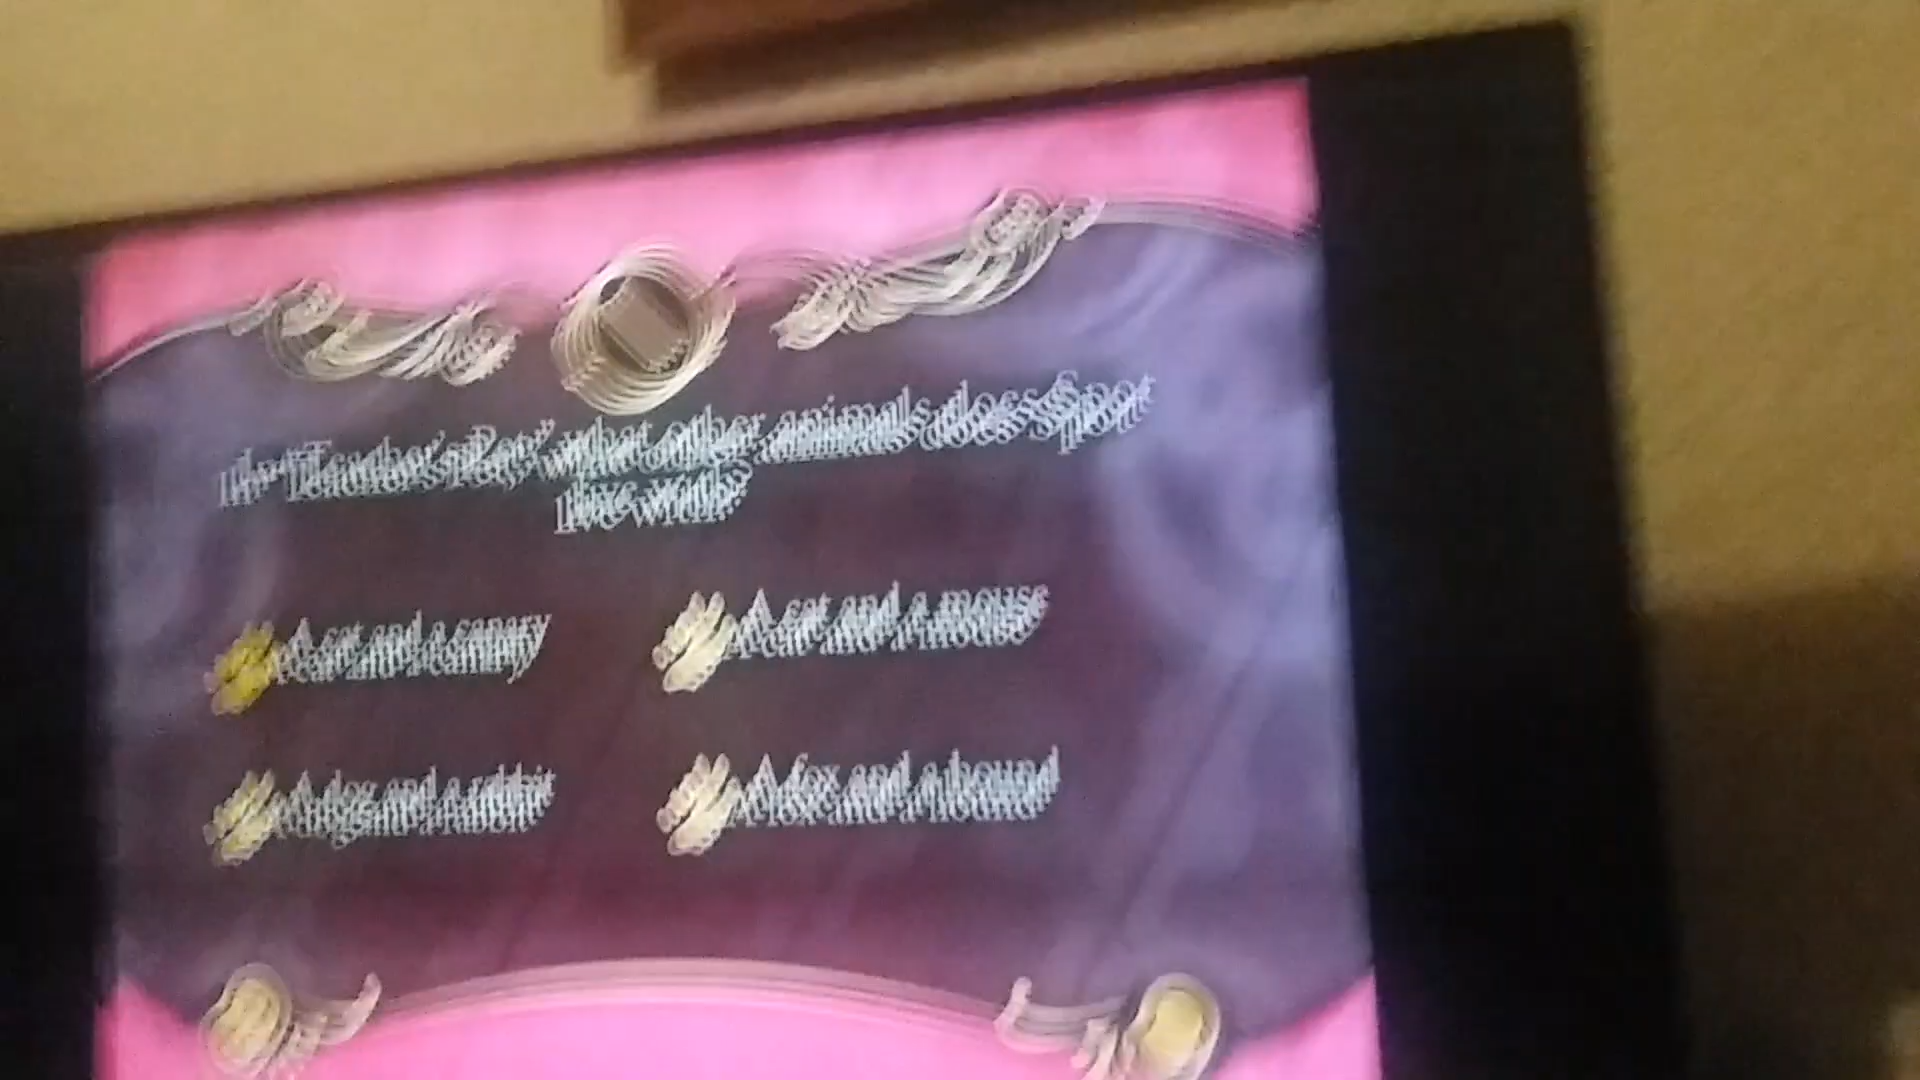 In "Teacher's Pet," what other animals does Spot
live with?
A cat and a canary
A cat and a mouse
A dog and a rabbit
A fox and a hound